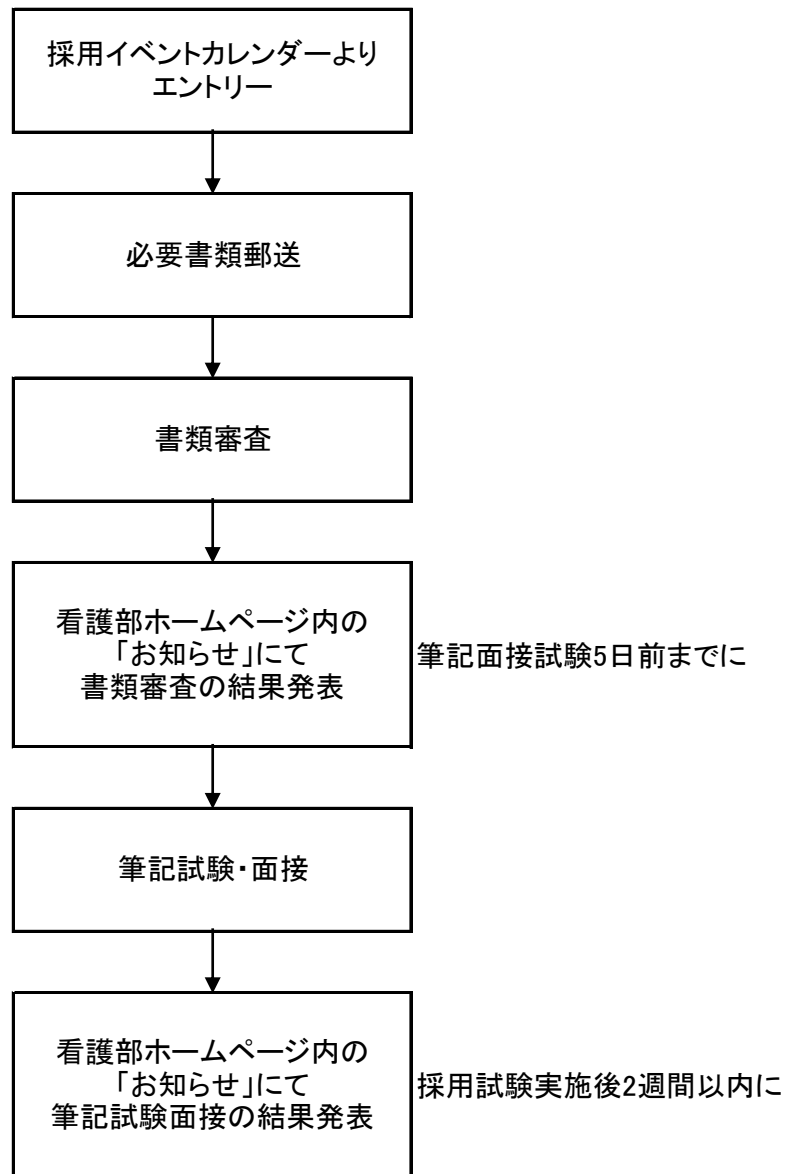 採用イベントカレンダーより
エントリー
必要書類郵送
書類審査
看護部ホームページ内の
「お知らせ」にて
書類審査の結果発表
筆記面接試験5日前までに
筆記試験・面接
看護部ホームページ内の
「お知らせ」にて
筆記試験面接の結果発表
採用試験実施後2週間以内に